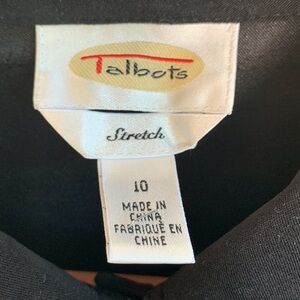 Talbots
Stretch
10
MADE IN
CHINA
FABRIQUÉ EN
CHINE